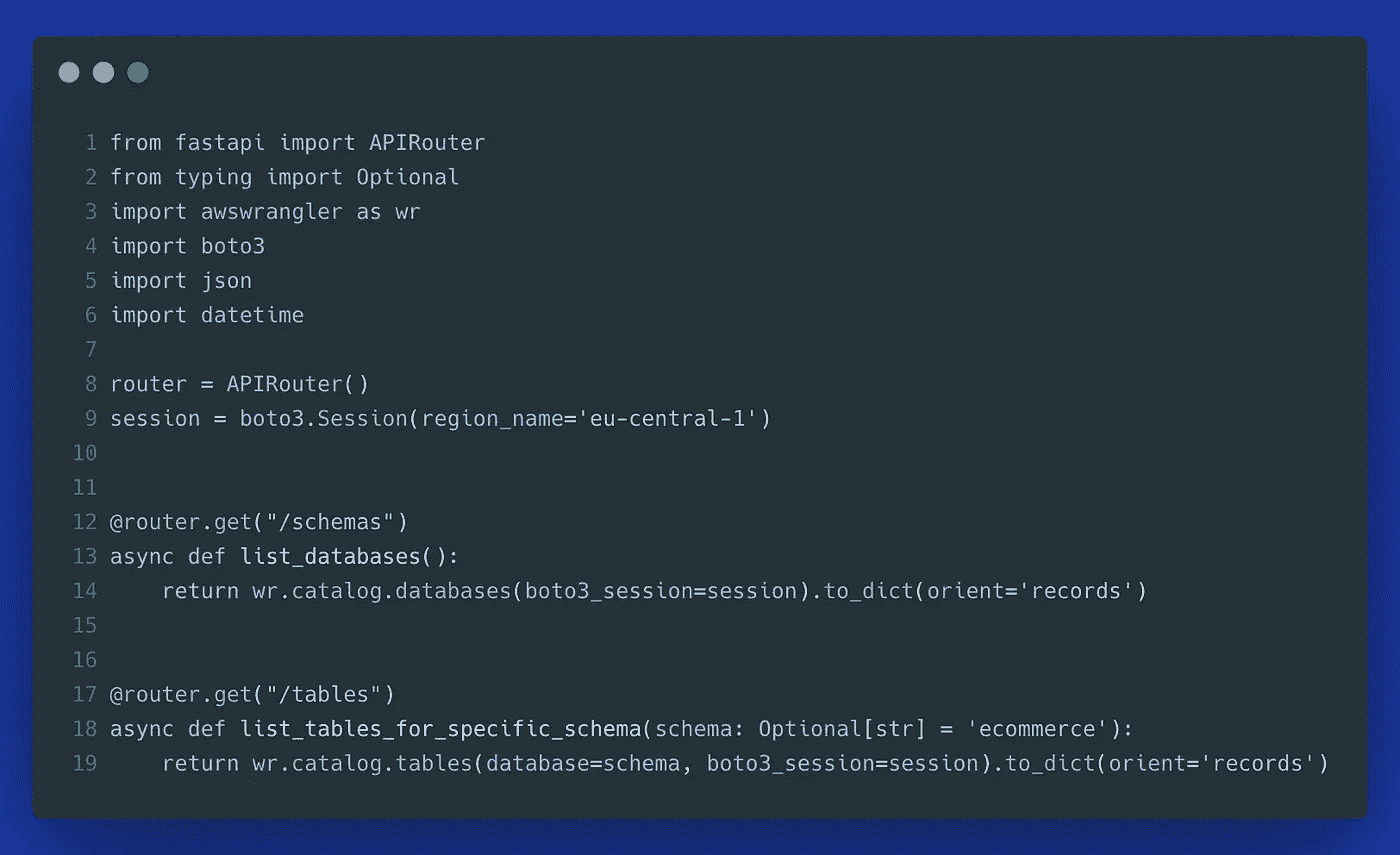 1 from fastapi import APIRouter
2 from typing import Optional
3 import awswrangler as wr
4 import boto3
5 import json
6 import datetime
7
8 router = APIRouter()
9 session = boto3.Session(region_name='eu-central-1')
10
11
12 @router.get("/schemas")
13 async def list_databases():
14     return wr.catalog.databases(boto3_session=session).to_dict(orient='records')
15
16
17 @router.get("/tables")
18 async def list_tables_for_specific_schema(schema: Optional[str] = 'ecommerce'):
19     return wr.catalog.tables(database=schema, boto3_session=session).to_dict(orient='records')